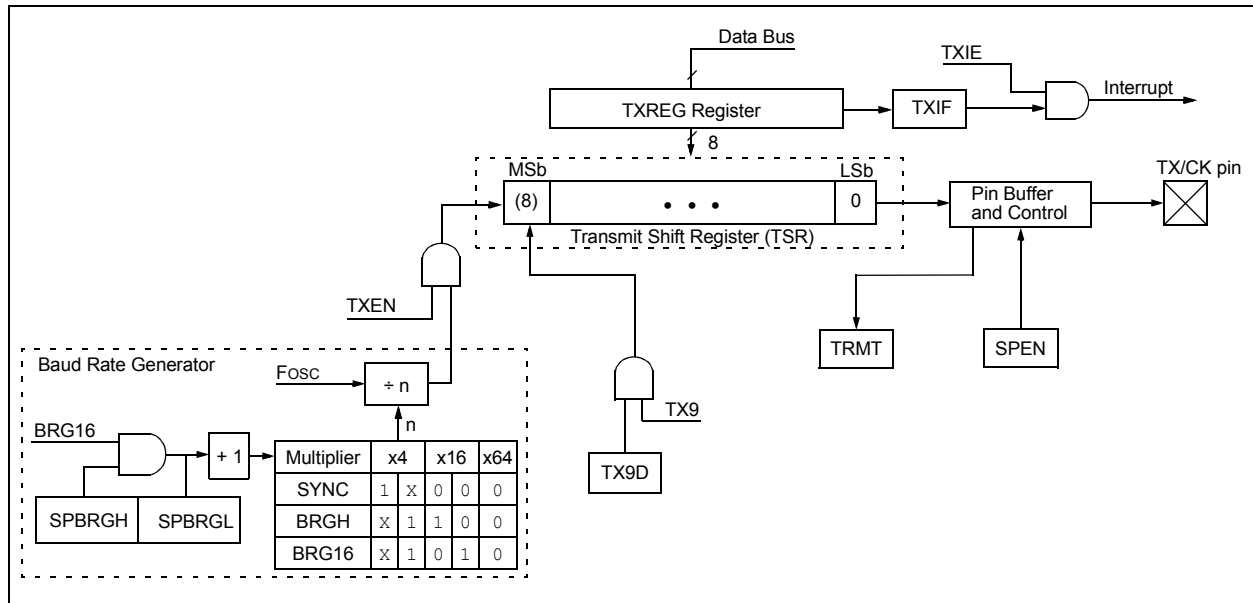 Data Bus
TXIE
Interrupt
TXREG Register
TXIF
8
MSb
LSb
TX/CK pin
(8)
• • •
0
Pin Buffer
and Control
Transmit Shift Register (TSR)
TXEN
TRMT
SPEN
Baud Rate Generator
FOSC
÷ n
TX9
n
BRG16
+ 1
Multiplier x4 x16 x64
TX9D
SYNC 1 X 0 0 0
SPBRGH SPBRGL
BRGH X 1 1 0 0
BRG16 X 1 0 1 0